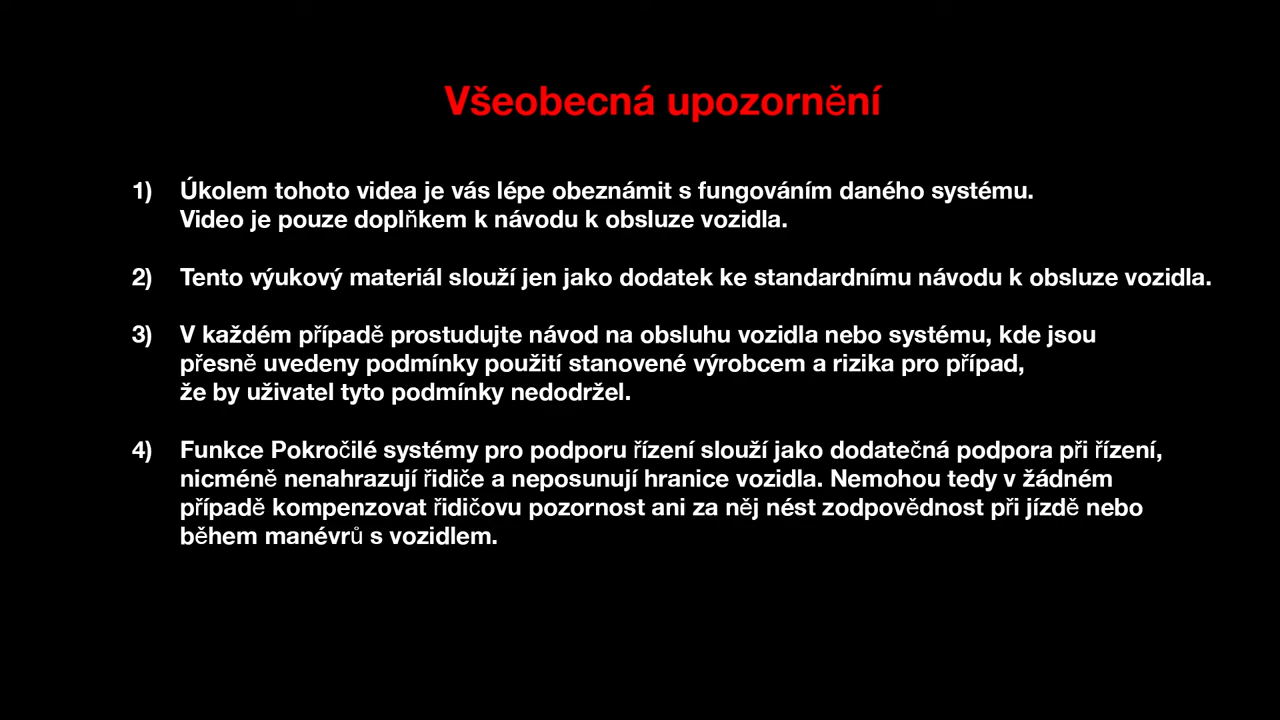 Všeobecná upozornění
1) Úkolem tohoto videa je vás lépe obeznámit s fungováním daného systému.
Video je pouze doplňkem k návodu k obsluze vozidla.
2) Tento výukový materiál slouží jen jako dodatek ke standardnímu návodu k obsluze vozidla.
3) V každém případě prostudujte návod na obsluhu vozidla nebo systému, kde jsou
přesně uvedeny podmínky použití stanovené výrobcem a rizika pro případ,
že by uživatel tyto podmínky nedodržel.
4) Funkce Pokročilé systémy pro podporu řízení slouží jako dodatečná podpora při řízení,
nicméně nenahrazují řidiče a neposunují hranice vozidla. Nemohou tedy v žádném
případě kompenzovat řidičovu pozornost ani za něj nést zodpovědnost při jízdě nebo
během manévrů s vozidlem.